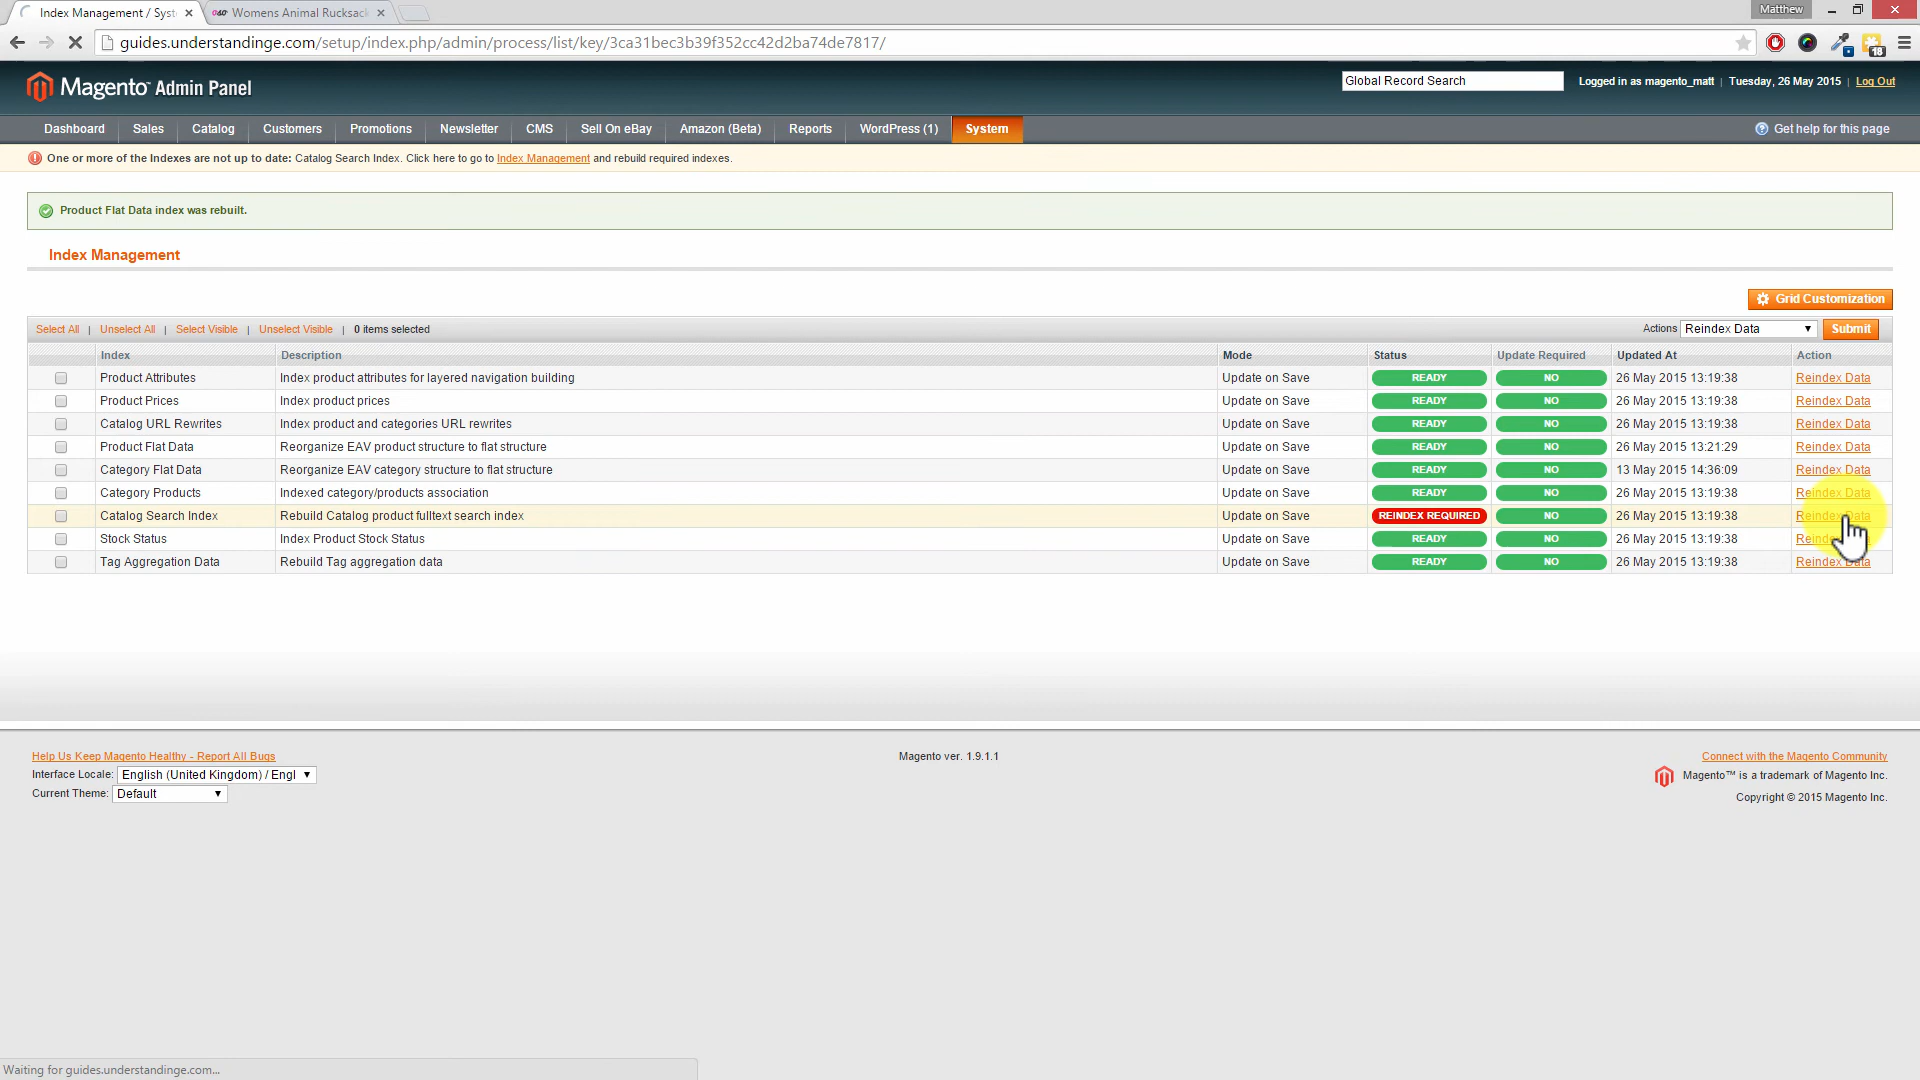 Index Management / Syst
Womens Animal Rucksack
Matthew
guides.understandinge.com/setup/index.php/admin/process/list/key/3ca31bec3b39f352cc42d2ba74de7817/
18
Magento™ Admin Panel
Global Record Search
Logged in as magento_matt | Tuesday, 26 May 2015 | Log Out
Dashboard Sales Catalog Customers Promotions Newsletter CMS Sell On eBay Amazon (Beta) Reports WordPress (1) System Get help for this page
One or more of the Indexes are not up to date: Catalog Search Index. Click here to go to Index Management and rebuild required indexes.
Product Flat Data index was rebuilt.
Index Management
Grid Customization
Select All | Unselect All | Select Visible | Unselect Visible | 0 items selected Actions Reindex Data Submit
Index Description Mode Status Update Required Updated At Action
Product Attributes Index product attributes for layered navigation building Update on Save READY NO 26 May 2015 13:19:38 Reindex Data
Product Prices Index product prices Update on Save READY NO 26 May 2015 13:19:38 Reindex Data
Catalog URL Rewrites Index product and categories URL rewrites Update on Save READY NO 26 May 2015 13:19:38 Reindex Data
Product Flat Data Reorganize EAV product structure to flat structure Update on Save READY NO 26 May 2015 13:21:29 Reindex Data
Category Flat Data Reorganize EAV category structure to flat structure Update on Save READY NO 13 May 2015 14:36:09 Reindex Data
Category Products Indexed category/products association Update on Save READY NO 26 May 2015 13:19:38 Reindex Data
Catalog Search Index Rebuild Catalog product fulltext search index Update on Save REINDEX REQUIRED NO 26 May 2015 13:19:38 Reindex Data
Stock Status Index Product Stock Status Update on Save READY NO 26 May 2015 13:19:38 Reindex Data
Tag Aggregation Data Rebuild Tag aggregation data Update on Save READY NO 26 May 2015 13:19:38 Reindex Data
Help Us Keep Magento Healthy - Report All Bugs Magento ver. 1.9.1.1 Connect with the Magento Community
Interface Locale: English (United Kingdom) / Engl Magento™ is a trademark of Magento Inc.
Current Theme: Default Copyright © 2015 Magento Inc.
Waiting for guides.understandinge.com...